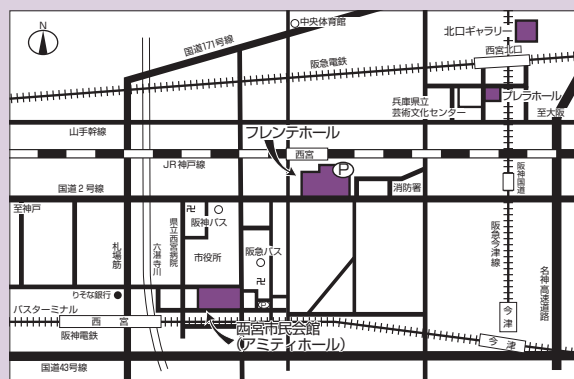 N
中央体育館
北口ギャラリー
国道171号線
西宮北口
阪急電鉄
プレラホール
兵庫県立
芸術文化センター
至大阪
山手幹線
フレンテホール
西宮
JR神戸線
P
阪神国道
国道2号線
消防署
至神戸
阪神バス
札場筋
六湛寺川
県立西宮病院
市役所
阪急バス
阪急今津線
名神高速道路
りそな銀行
バスターミナル
西宮
阪神電鉄
西宮市民会館
(アミティホール)
今津
今津
国道43号線